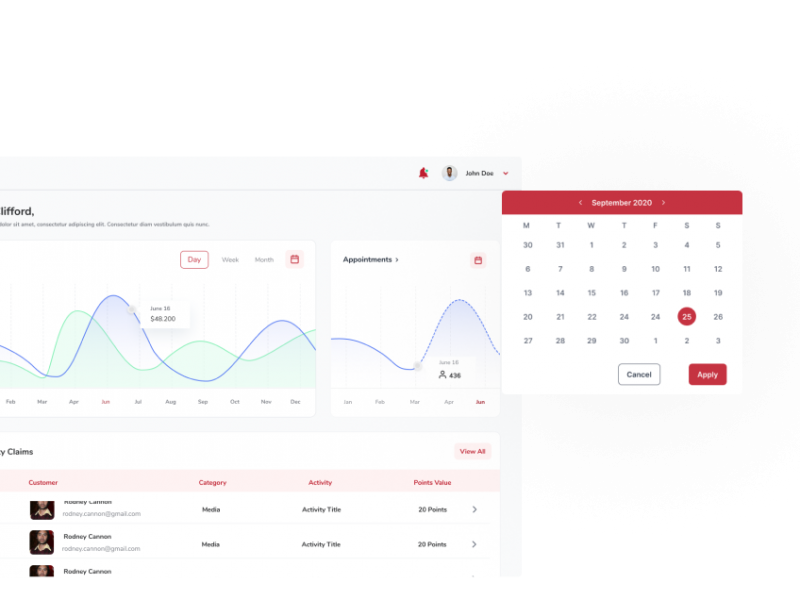 John Doe
lifford,
dolor sit amet, consectetur adipiscing elit. Consectetur diam vestibulum quis nunc.
Day Week Month
June 16
$48.200
Feb Mar Apr Jun Jul Aug Sep Oct Nov Dec
Appointments ›
June 16
436
Jan Feb Mar Apr Jun
‹ September 2020 ›
M T W T F S S
30 31 1 2 3 4 5
6 7 8 9 10 11 12
13 14 15 16 17 18 19
20 21 22 24 24 25 26
27 28 29 30 1 2 3
Cancel Apply
y Claims
View All
Customer Category Activity Points Value
Rodney Cannon
rodney.cannon@gmail.com Media Activity Title 20 Points
Rodney Cannon
rodney.cannon@gmail.com Media Activity Title 20 Points
Rodney Cannon